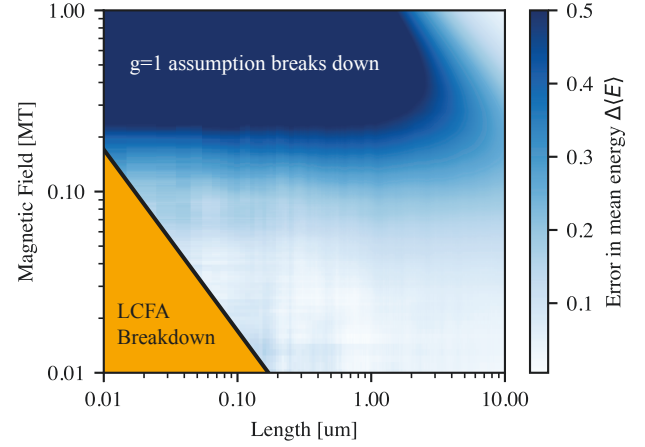 1.00
0.10
0.01
Magnetic Field [MT]
g=1 assumption breaks down
LCFA
Breakdown
0.01 0.10 1.00 10.00
Length [um]
0.5
0.4
0.3
0.2
0.1
Error in mean energy Δ⟨E⟩